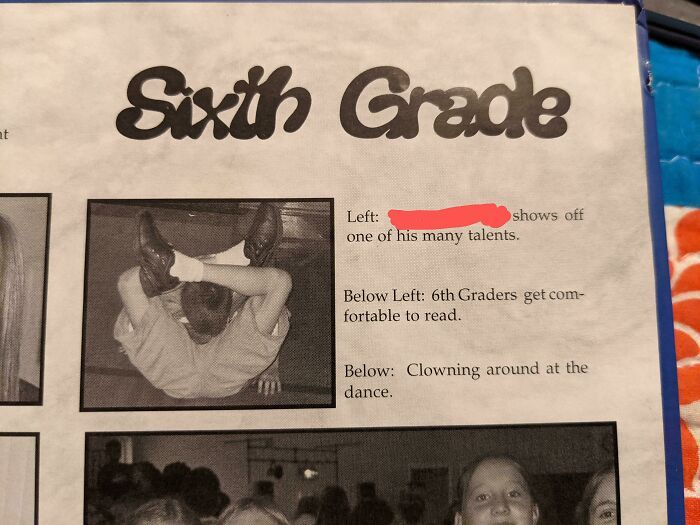 Sixth Grade
at
Left: shows off
one of his many talents.
Below Left: 6th Graders get com-
fortable to read.
Below: Clowning around at the
dance.